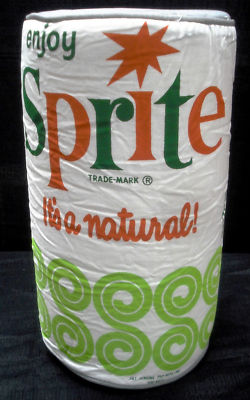 enjoy
Sprite
TRADE-MARK ®
It's a natural!